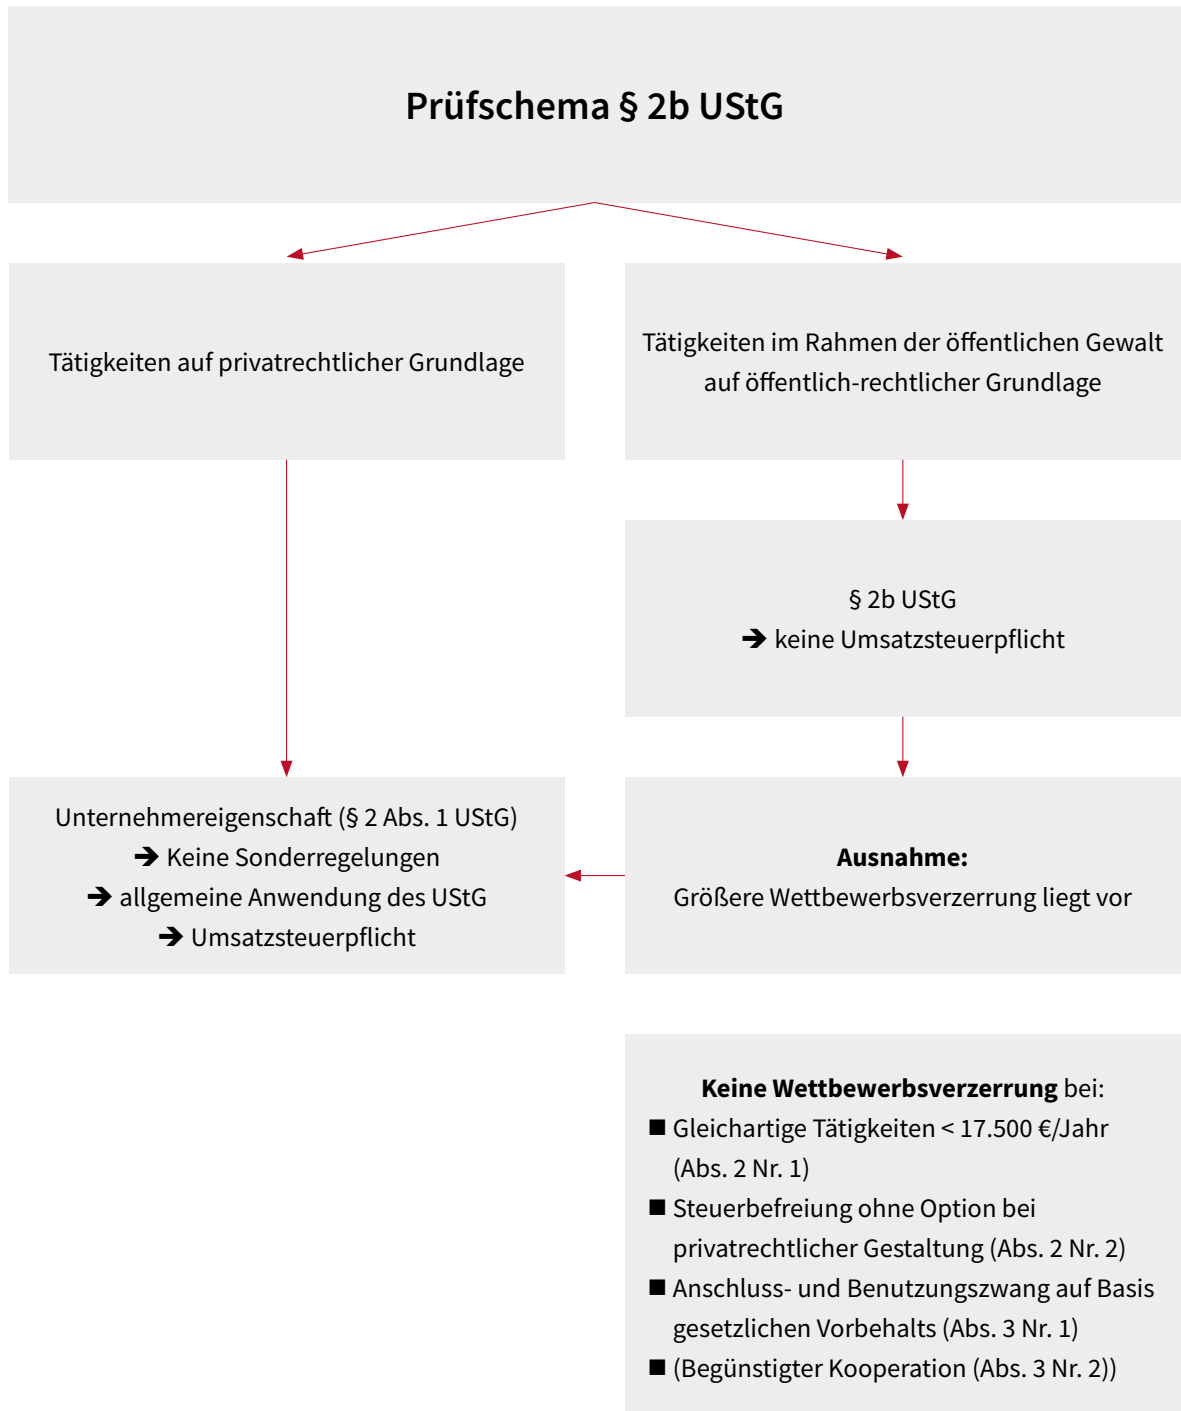 Prüfschema § 2b UStG
Tätigkeiten auf privatrechtlicher Grundlage
Tätigkeiten im Rahmen der öffentlichen Gewalt
auf öffentlich-rechtlicher Grundlage
§ 2b UStG
➔ keine Umsatzsteuerpflicht
Unternehmereigenschaft (§ 2 Abs. 1 UStG)
➔ Keine Sonderregelungen
➔ allgemeine Anwendung des UStG
➔ Umsatzsteuerpflicht
Ausnahme:
Größere Wettbewerbsverzerrung liegt vor
Keine Wettbewerbsverzerrung bei:
■ Gleichartige Tätigkeiten < 17.500 €/Jahr
(Abs. 2 Nr. 1)
■ Steuerbefreiung ohne Option bei
privatrechtlicher Gestaltung (Abs. 2 Nr. 2)
■ Anschluss- und Benutzungszwang auf Basis
gesetzlichen Vorbehalts (Abs. 3 Nr. 1)
■ (Begünstigter Kooperation (Abs. 3 Nr. 2))